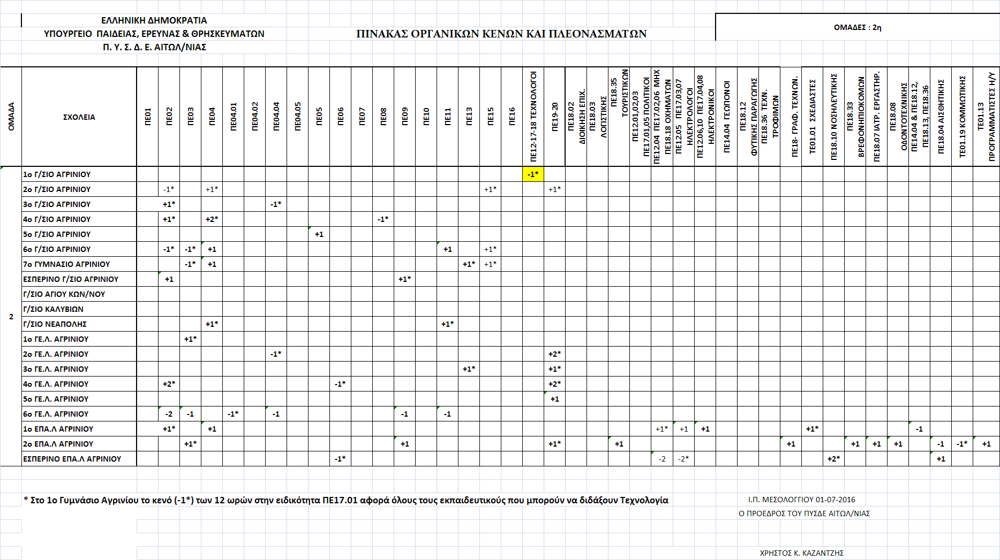 ΕΛΛΗΝΙΚΗ ΔΗΜΟΚΡΑΤΙΑ
ΥΠΟΥΡΓΕΙΟ ΠΑΙΔΕΙΑΣ, ΕΡΕΥΝΑΣ & ΘΡΗΣΚΕΥΜΑΤΩΝ
Π. Υ. Σ. Δ. Ε. ΑΙΤΩΛ/ΝΙΑΣ
ΠΙΝΑΚΑΣ ΟΡΓΑΝΙΚΩΝ ΚΕΝΩΝ ΚΑΙ ΠΛΕΟΝΑΣΜΑΤΩΝ
ΟΜΑΔΕΣ : 2η
ΟΜΑΔΑ
ΣΧΟΛΕΙΑ
ΠΕ01
ΠΕ02
ΠΕ03
ΠΕ04
ΠΕ04.01
ΠΕ04.02
ΠΕ04.04
ΠΕ04.05
ΠΕ05
ΠΕ06
ΠΕ07
ΠΕ08
ΠΕ09
ΠΕ10
ΠΕ11
ΠΕ13
ΠΕ15
ΠΕ16
ΠΕ12-17-18 ΤΕΧΝΟΛΟΓΟΙ
ΠΕ19-20
ΠΕ18.02
ΔΙΟΙΚΗΣΗ ΕΠΙΧ.
ΠΕ18.03
ΛΟΓΙΣΤΙΚΗΣ
ΠΕ18.35
ΤΟΥΡΙΣΤΙΚΩΝ
ΠΕ12.01,02,03
ΠΕ17.01,05 ΠΟΛΙΤΙΚΟΙ
ΠΕ12.04 ΠΕ17.02,06 ΜΗΧ
ΠΕ18.18 ΟΧΗΜΑΤΩΝ
ΠΕ12.05 ΠΕ17.03,07
ΗΛΕΚΤΡΟΛΟΓΟΙ
ΠΕ12.06,10 ΠΕ17.04,08
ΗΛΕΚΤΡΟΝΙΚΟΙ
ΠΕ14.04 ΓΕΩΠΟΝΟΙ
ΠΕ18.12
ΦΥΤΙΚΗΣ ΠΑΡΑΓΩΓΗΣ
ΠΕ18.36 ΤΕΧΝ.
ΤΡΟΦΙΜΩΝ
ΠΕ18- ΓΡΑΦ. ΤΕΧΝΩΝ.
ΤΕ01.01 ΣΧΕΔΙΑΣΤΕΣ
ΠΕ18.10 ΝΟΣΗΛΕΥΤΙΚΗΣ
ΠΕ18.33
ΒΡΕΦΟΝΗΠΙΟΚΟΜΩΝ
ΠΕ18.07 ΙΑΤΡ. ΕΡΓΑΣΤΗΡ.
ΠΕ18.08
ΟΔΟΝΤΟΤΕΧΝΙΚΗΣ
ΠΕ14.04 & ΠΕ18.12,
ΠΕ18.13, ΠΕ18.36
ΠΕ18.04 ΑΙΣΘΗΤΙΚΗΣ
ΤΕ01.19 ΚΟΜΜΩΤΙΚΗΣ
ΤΕ01.13
ΠΡΟΓΡΑΜΜΑΤΙΣΤΕΣ Η/Υ
1ο Γ/ΣΙΟ ΑΓΡΙΝΙΟΥ -1*
2ο Γ/ΣΙΟ ΑΓΡΙΝΙΟΥ -1* +1* +1* +1*
3ο Γ/ΣΙΟ ΑΓΡΙΝΙΟΥ +1* -1*
4ο Γ/ΣΙΟ ΑΓΡΙΝΙΟΥ +1* +2* -1*
5ο Γ/ΣΙΟ ΑΓΡΙΝΙΟΥ +1
6ο Γ/ΣΙΟ ΑΓΡΙΝΙΟΥ -1* -1* +1 +1 +1*
7ο ΓΥΜΝΑΣΙΟ ΑΓΡΙΝΙΟΥ -1* +1 +1* +1*
ΕΣΠΕΡΙΝΟ Γ/ΣΙΟ ΑΓΡΙΝΙΟΥ +1 +1*
Γ/ΣΙΟ ΑΓΙΟΥ ΚΩΝ/ΝΟΥ
Γ/ΣΙΟ ΚΑΛΥΒΙΩΝ
2
Γ/ΣΙΟ ΝΕΑΠΟΛΗΣ +1* +1*
1ο ΓΕ.Λ. ΑΓΡΙΝΙΟΥ +1*
2ο ΓΕ.Λ. ΑΓΡΙΝΙΟΥ -1* +2*
3ο ΓΕ.Λ. ΑΓΡΙΝΙΟΥ +1* +1*
4ο ΓΕ.Λ. ΑΓΡΙΝΙΟΥ +2* -1* +2*
5ο ΓΕ.Λ. ΑΓΡΙΝΙΟΥ +1
6ο ΓΕ.Λ. ΑΓΡΙΝΙΟΥ -2 -1 -1* -1 -1 -1
1ο ΕΠΑ.Λ ΑΓΡΙΝΙΟΥ +1* +1 +1* +1 +1 +1* -1
2ο ΕΠΑ.Λ ΑΓΡΙΝΙΟΥ +1* +1 +1* +1 +1 +1 +1 +1 -1 -1* +1
ΕΣΠΕΡΙΝΟ ΕΠΑ.Λ ΑΓΡΙΝΙΟΥ -1* -2 -2* +2* +1
* Στο 1ο Γυμνάσιο Αγρινίου το κενό (-1*) των 12 ωρών στην ειδικότητα ΠΕ17.01 αφορά όλους τους εκπαιδευτικούς που μπορούν να διδάξουν Τεχνολογία
Ι.Π. ΜΕΣΟΛΟΓΓΙΟΥ 01-07-2016
Ο ΠΡΟΕΔΡΟΣ ΤΟΥ ΠΥΣΔΕ ΑΙΤΩΛ/ΝΙΑΣ
ΧΡΗΣΤΟΣ Κ. ΚΑΖΑΝΤΖΗΣ